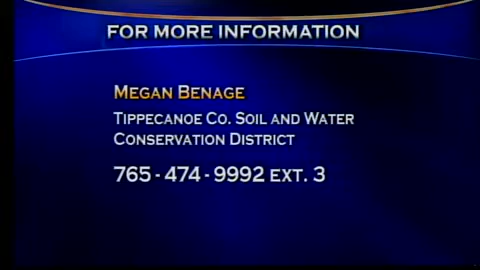 FOR MORE INFORMATION
MEGAN BENAGE
TIPPECANOE CO. SOIL AND WATER
CONSERVATION DISTRICT
765 - 474 - 9992 EXT. 3